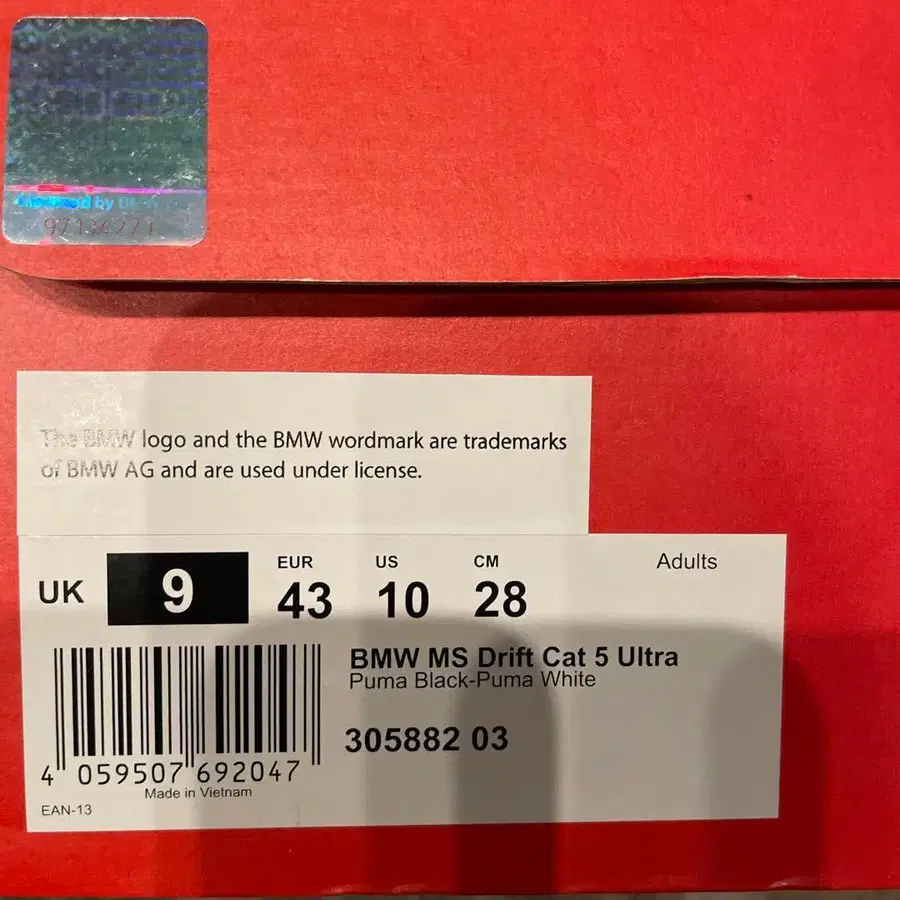 by
97134271
The BMW logo and the BMW wordmark are trademarks
of BMW AG and are used under license.
UK 9 EUR 43 US 10 CM 28 Adults
BMW MS Drift Cat 5 Ultra
Puma Black-Puma White
305882 03
4 059507 692047
Made in Vietnam
EAN-13